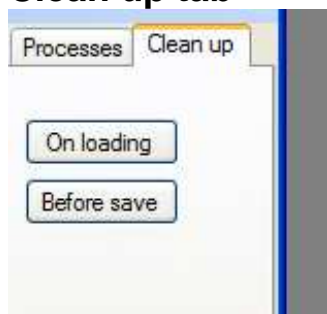 Clean up tab
Processes Clean up
On loading
Before save